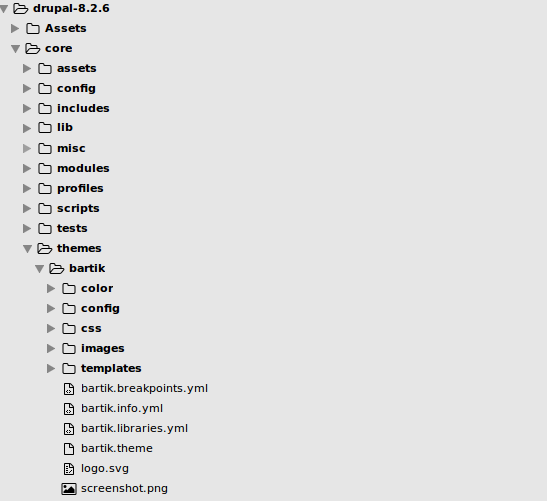 drupal-8.2.6
Assets
core
assets
config
includes
lib
misc
modules
profiles
scripts
tests
themes
bartik
color
config
css
images
templates
bartik.breakpoints.yml
bartik.info.yml
bartik.libraries.yml
bartik.theme
logo.svg
screenshot.png